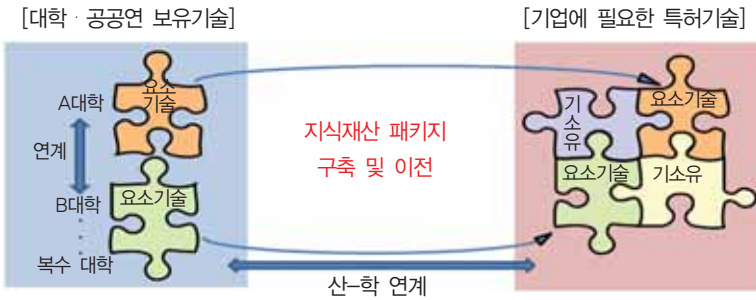 [대학 · 공공연 보유기술]
[기업에 필요한 특허기술]
A대학
요소
기술
연계
B대학
요소기술
복수 대학
지식재산 패키지
구축 및 이전
기
소
유
요소기술
요소기술
기소유
산–학 연계